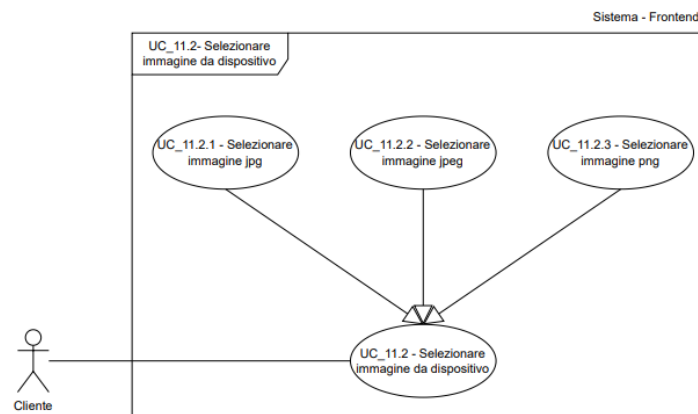 Sistema - Frontend
UC_11.2- Selezionare
immagine da dispositivo
UC_11.2.1 - Selezionare
immagine jpg
UC_11.2.2 - Selezionare
immagine jpeg
UC_11.2.3 - Selezionare
immagine png
UC_11.2 - Selezionare
immagine da dispositivo
Cliente